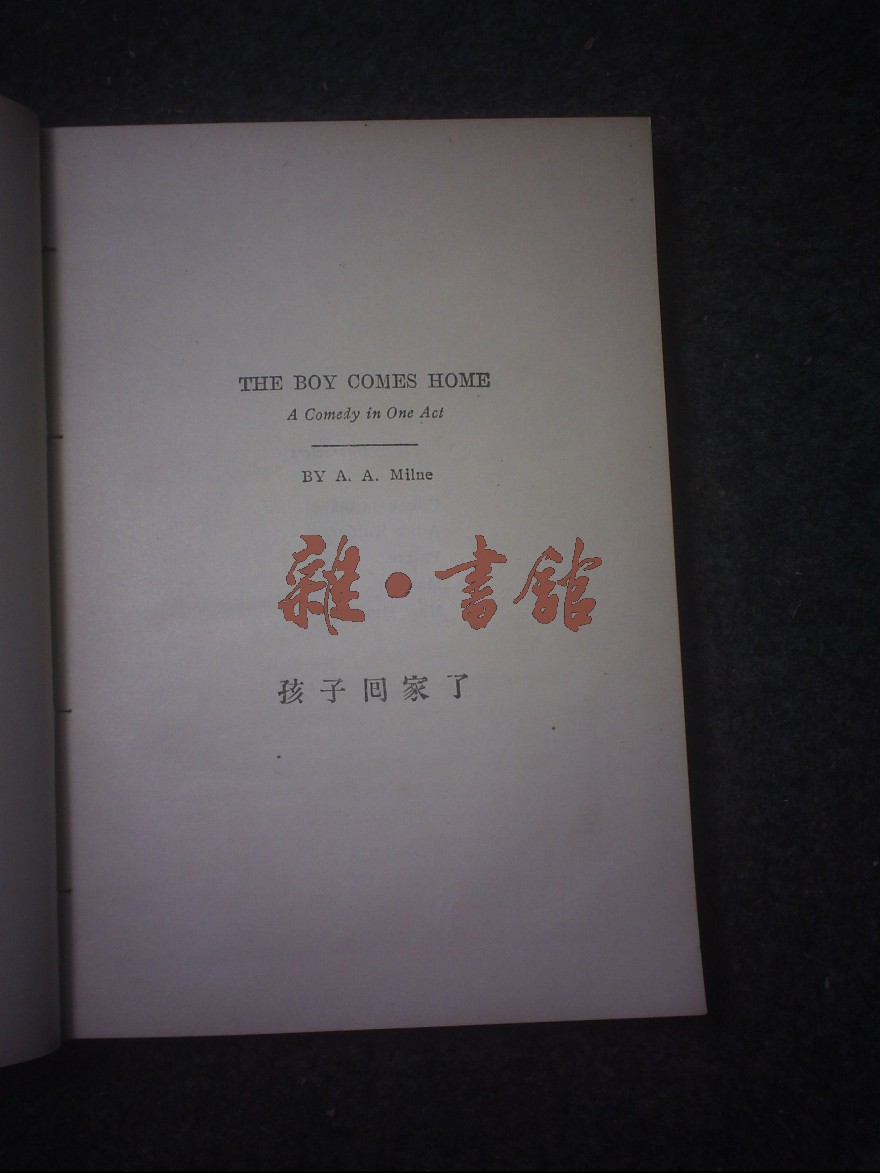 THE BOY COMES HOME
A Comedy in One Act
BY A. A. Milne
雜·書館
孩子回家了